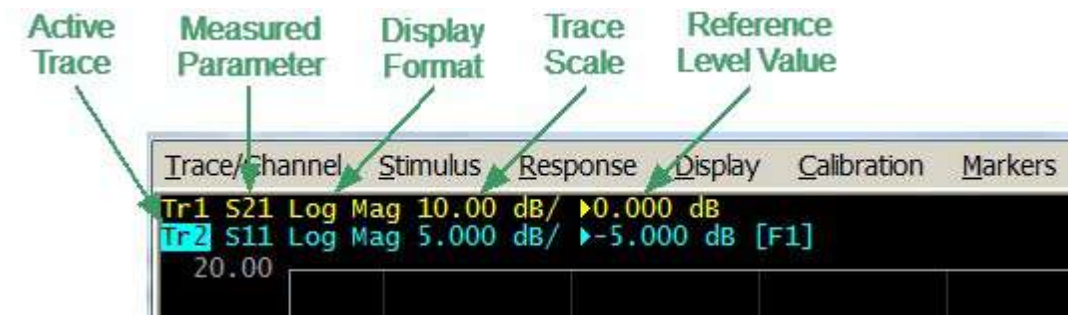 Active Trace
Measured Parameter
Display Format
Trace Scale
Reference Level Value
Trace/Channel Stimulus Response Display Calibration Markers
Tr1 S21 Log Mag 10.00 dB/ ▶0.000 dB
Tr2 S11 Log Mag 5.000 dB/ ▶-5.000 dB [F1]
20.00